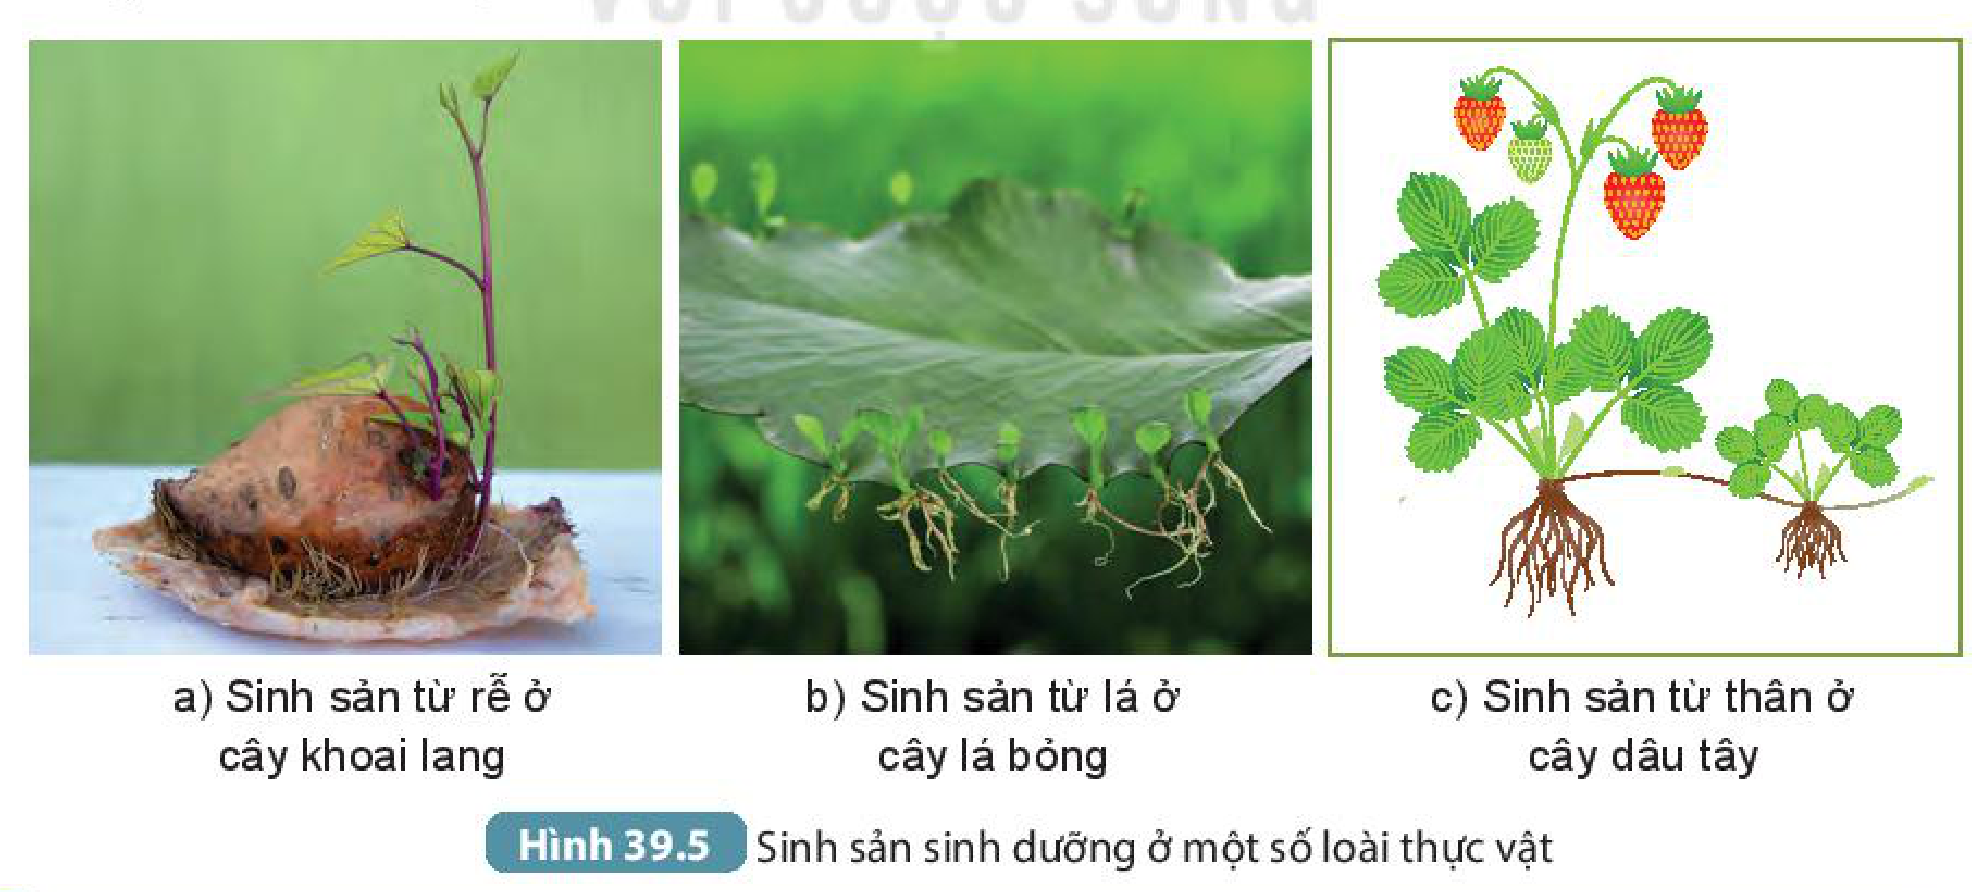 a) Sinh sản từ rễ ở
cây khoai lang
b) Sinh sản từ lá ở
cây lá bỏng
c) Sinh sản từ thân ở
cây dâu tây
Hình 39.5 Sinh sản sinh dưỡng ở một số loài thực vật